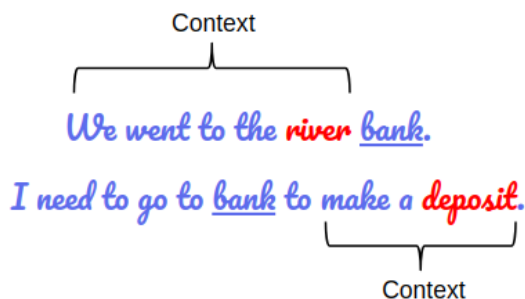 Context
We went to the river bank.
I need to go to bank to make a deposit.
Context